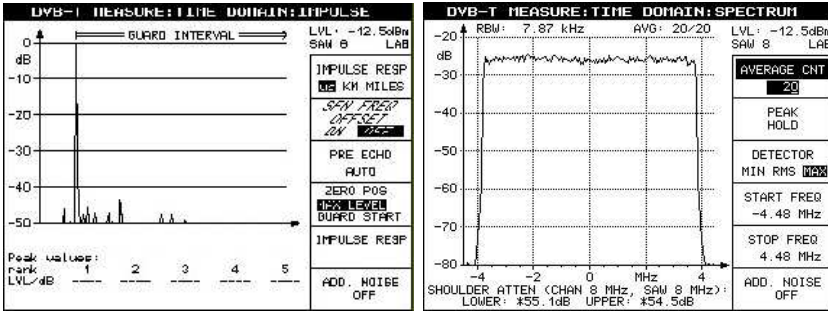 DVB-T MEASURE:TIME DOMAIN:IMPULSE
GUARD INTERVAL
LVL: -12.5dBm
SAW 8 LAB
0
dB
-10
-20
-30
-40
-50
IMPULSE RESP
us KM MILES
SFN FREQ
OFFSET
ON OFF
PRE ECHO
AUTO
ZERO POS
MAX LEVEL
GUARD START
IMPULSE RESP
ADD. NOISE
OFF
Peak values:
rank 1 2 3 4 5
LVL/dB
DVB-T MEASURE:TIME DOMAIN:SPECTRUM
RBW: 7.87 kHz AVG: 20/20
LVL: -12.5dBm
SAW 8 LAB
-20
dB
-30
-40
-50
-60
-70
-80
-4 -2 0 MHz 4
AVERAGE CNT
20
PEAK
HOLD
DETECTOR
MIN RMS MAX
START FREQ
-4.48 MHz
STOP FREQ
4.48 MHz
ADD. NOISE
OFF
SHOULDER ATTEN (CHAN 8 MHz, SAW 8 MHz):
LOWER: *55.1dB UPPER: *54.5dB